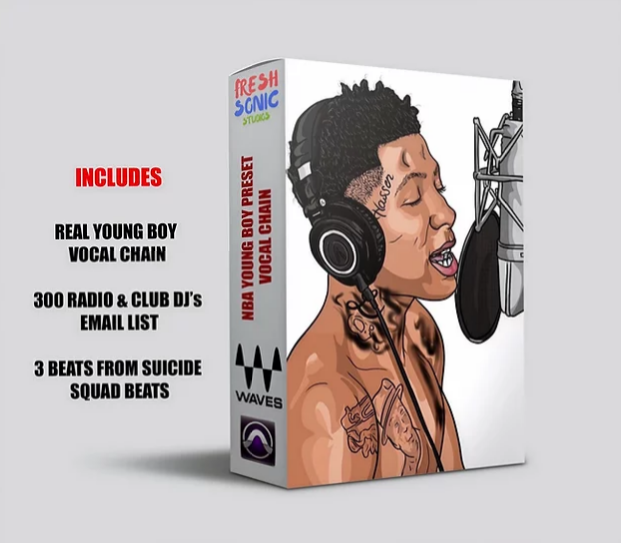 INCLUDES
REAL YOUNG BOY
VOCAL CHAIN
300 RADIO & CLUB DJ's
EMAIL LIST
3 BEATS FROM SUICIDE
SQUAD BEATS
FRESH
SONIC
STUDIOS
NBA YOUNG BOY PRESET
VOCAL CHAIN
WAVES